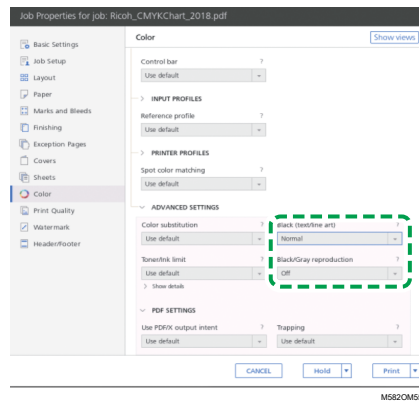 Job Properties for job: Ricoh_CMYKChart_2018.pdf
Basic Settings
Job Setup
Layout
Paper
Marks and Bleeds
Finishing
Exception Pages
Covers
Sheets
Color
Print Quality
Watermark
Header/Footer
Color
Show views
Control bar ?
Use default
INPUT PROFILES
Reference profile ?
Use default
PRINTER PROFILES
Spot color matching ?
Use default
ADVANCED SETTINGS
Color substitution ? Black (text/line art) ?
Use default Normal
Toner/Ink limit ? Black/Gray reproduction ?
Use default Off
Show details
PDF SETTINGS
Use PDF/X output intent ? Trapping ?
Use default Use default
CANCEL Hold Print